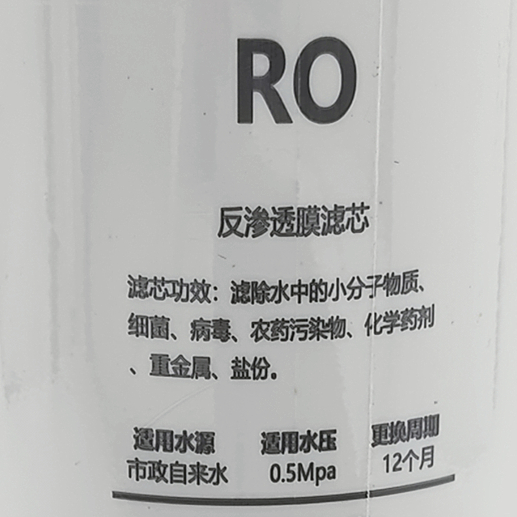 RO
反渗透膜滤芯
滤芯功效：滤除水中的小分子物质、
细菌、病毒、农药污染物、化学药剂
、重金属、盐份。
适用水源 适用水压 更换周期
市政自来水 0.5Mpa 12个月